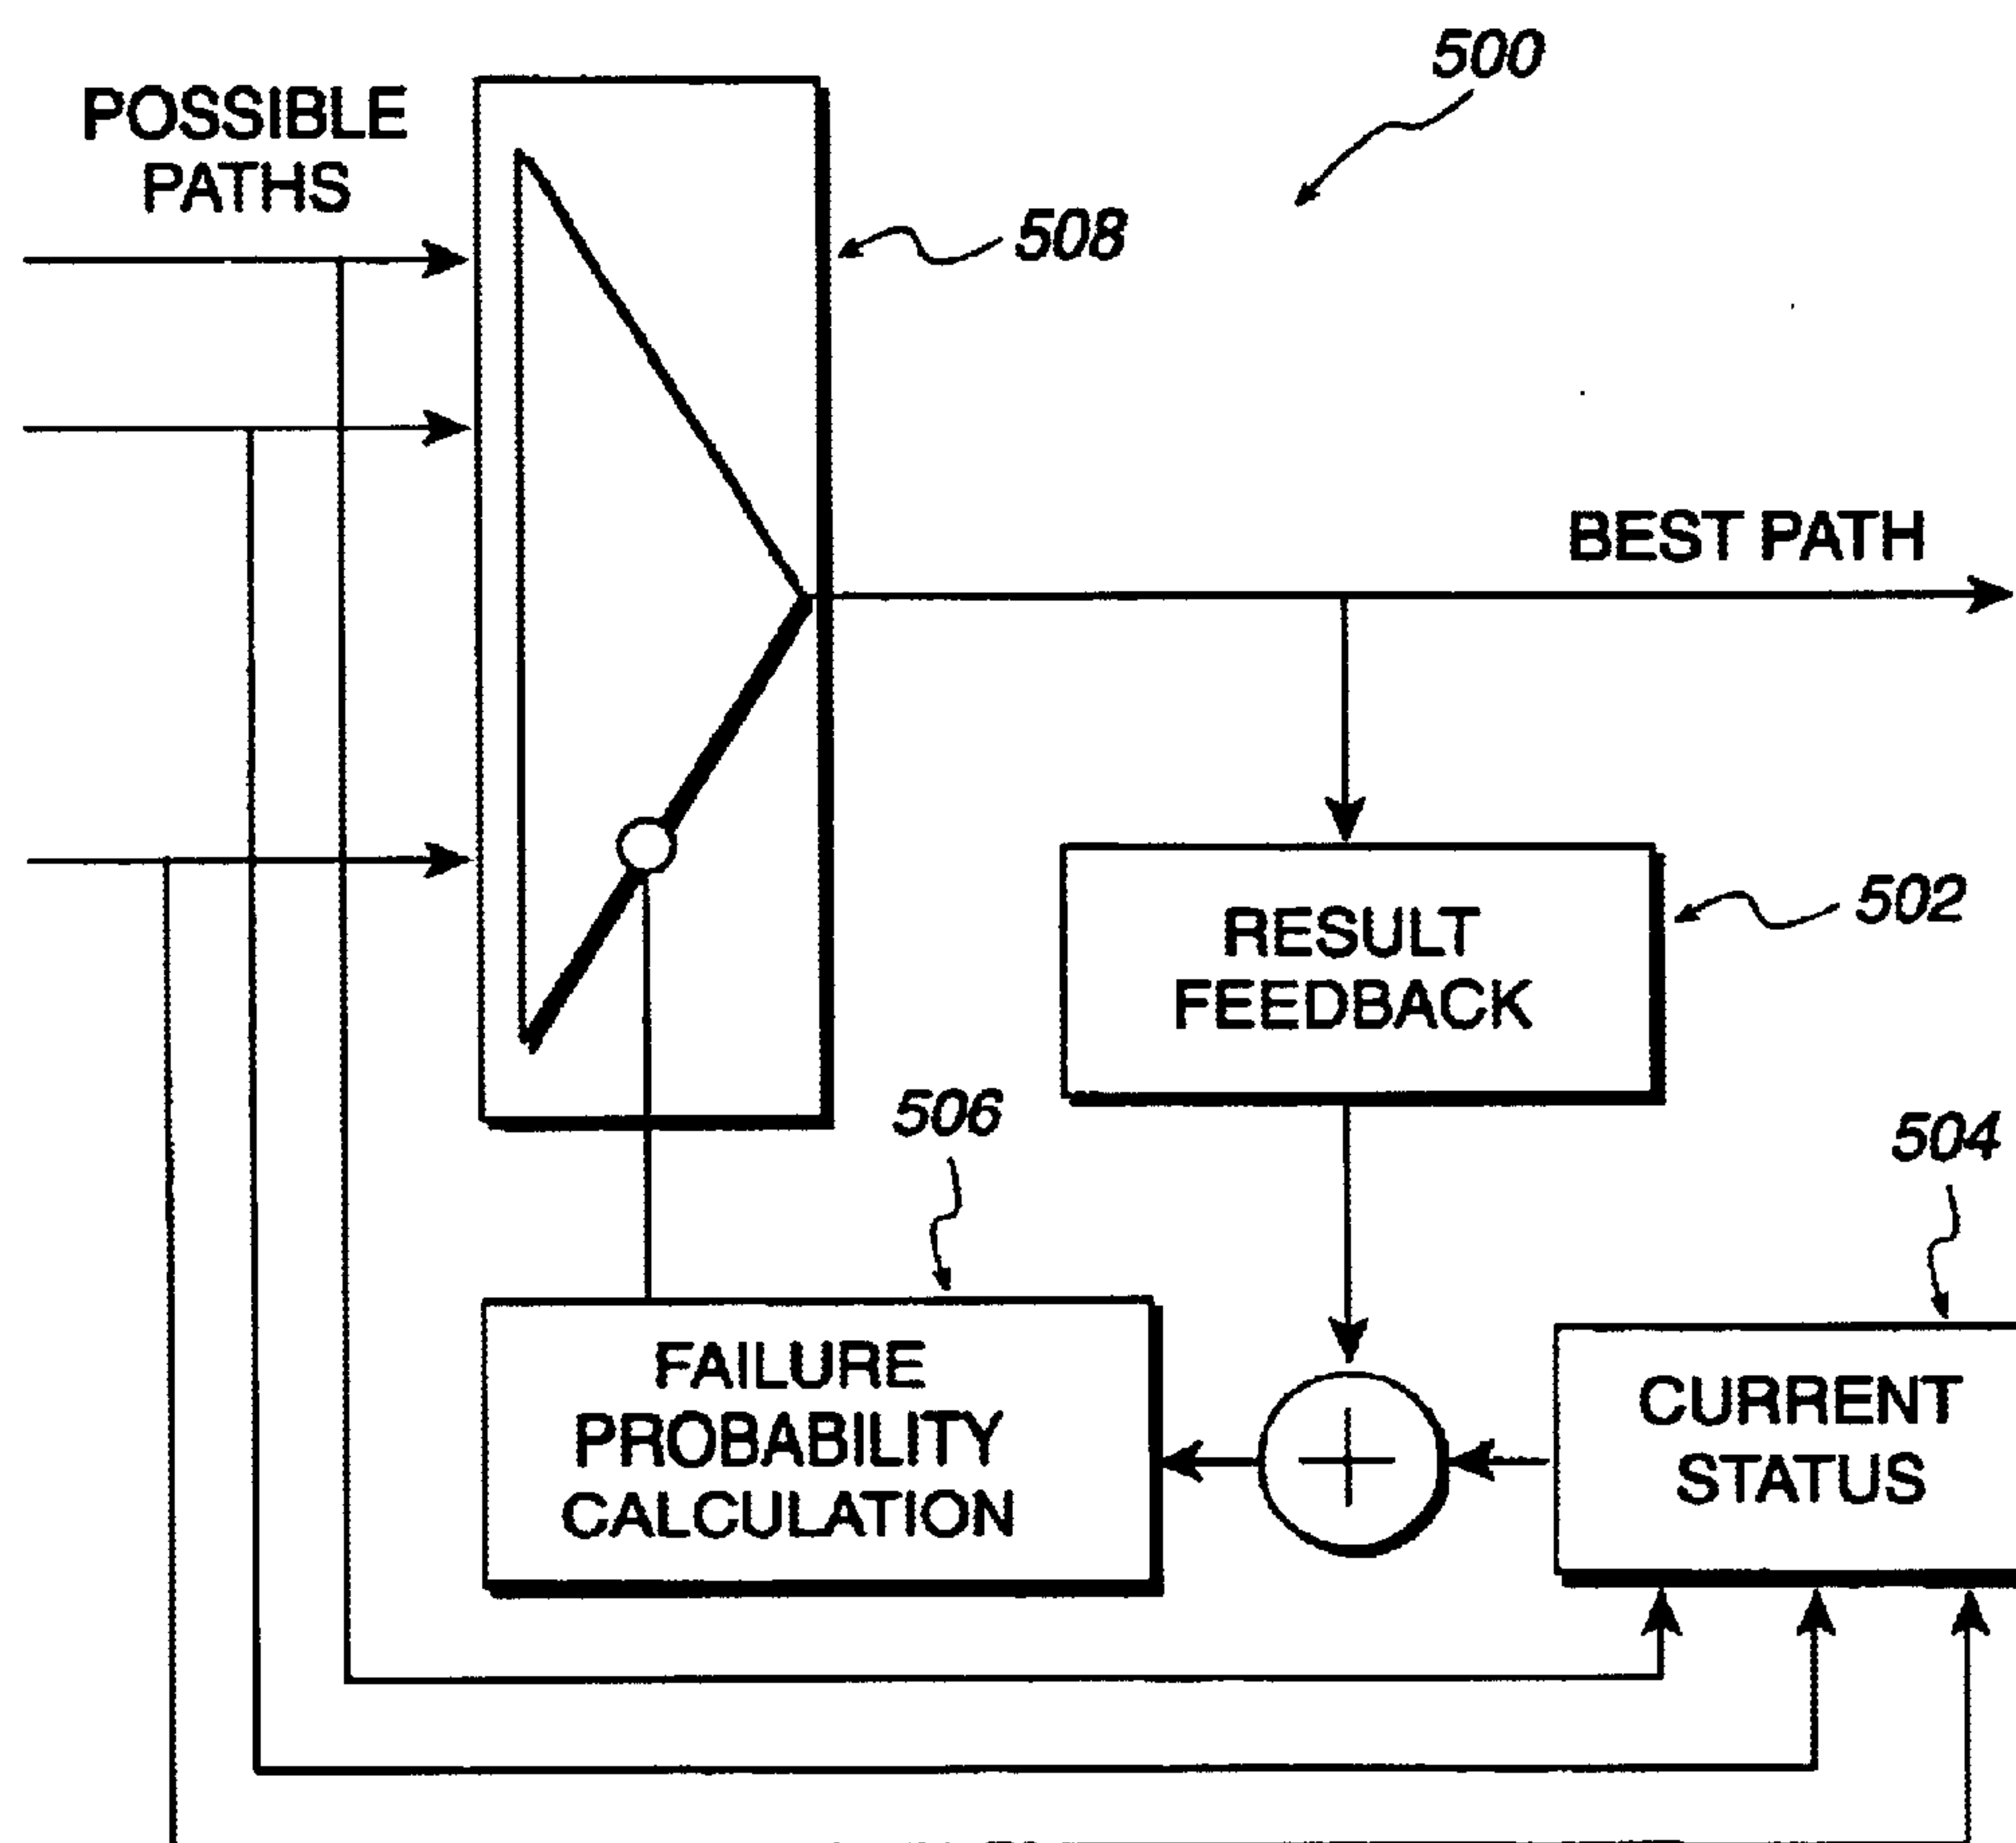 500
POSSIBLE
PATHS
508
BEST PATH
RESULT
FEEDBACK
502
506
504
FAILURE
PROBABILITY
CALCULATION
CURRENT
STATUS